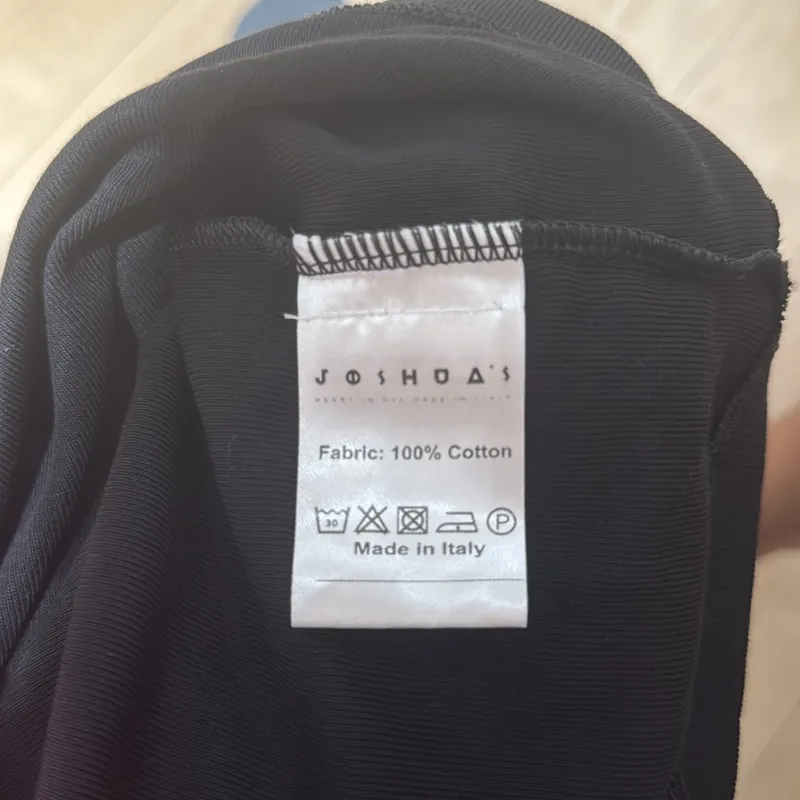 JOSHUA'S
Fabric: 100% Cotton
30 P
Made in Italy